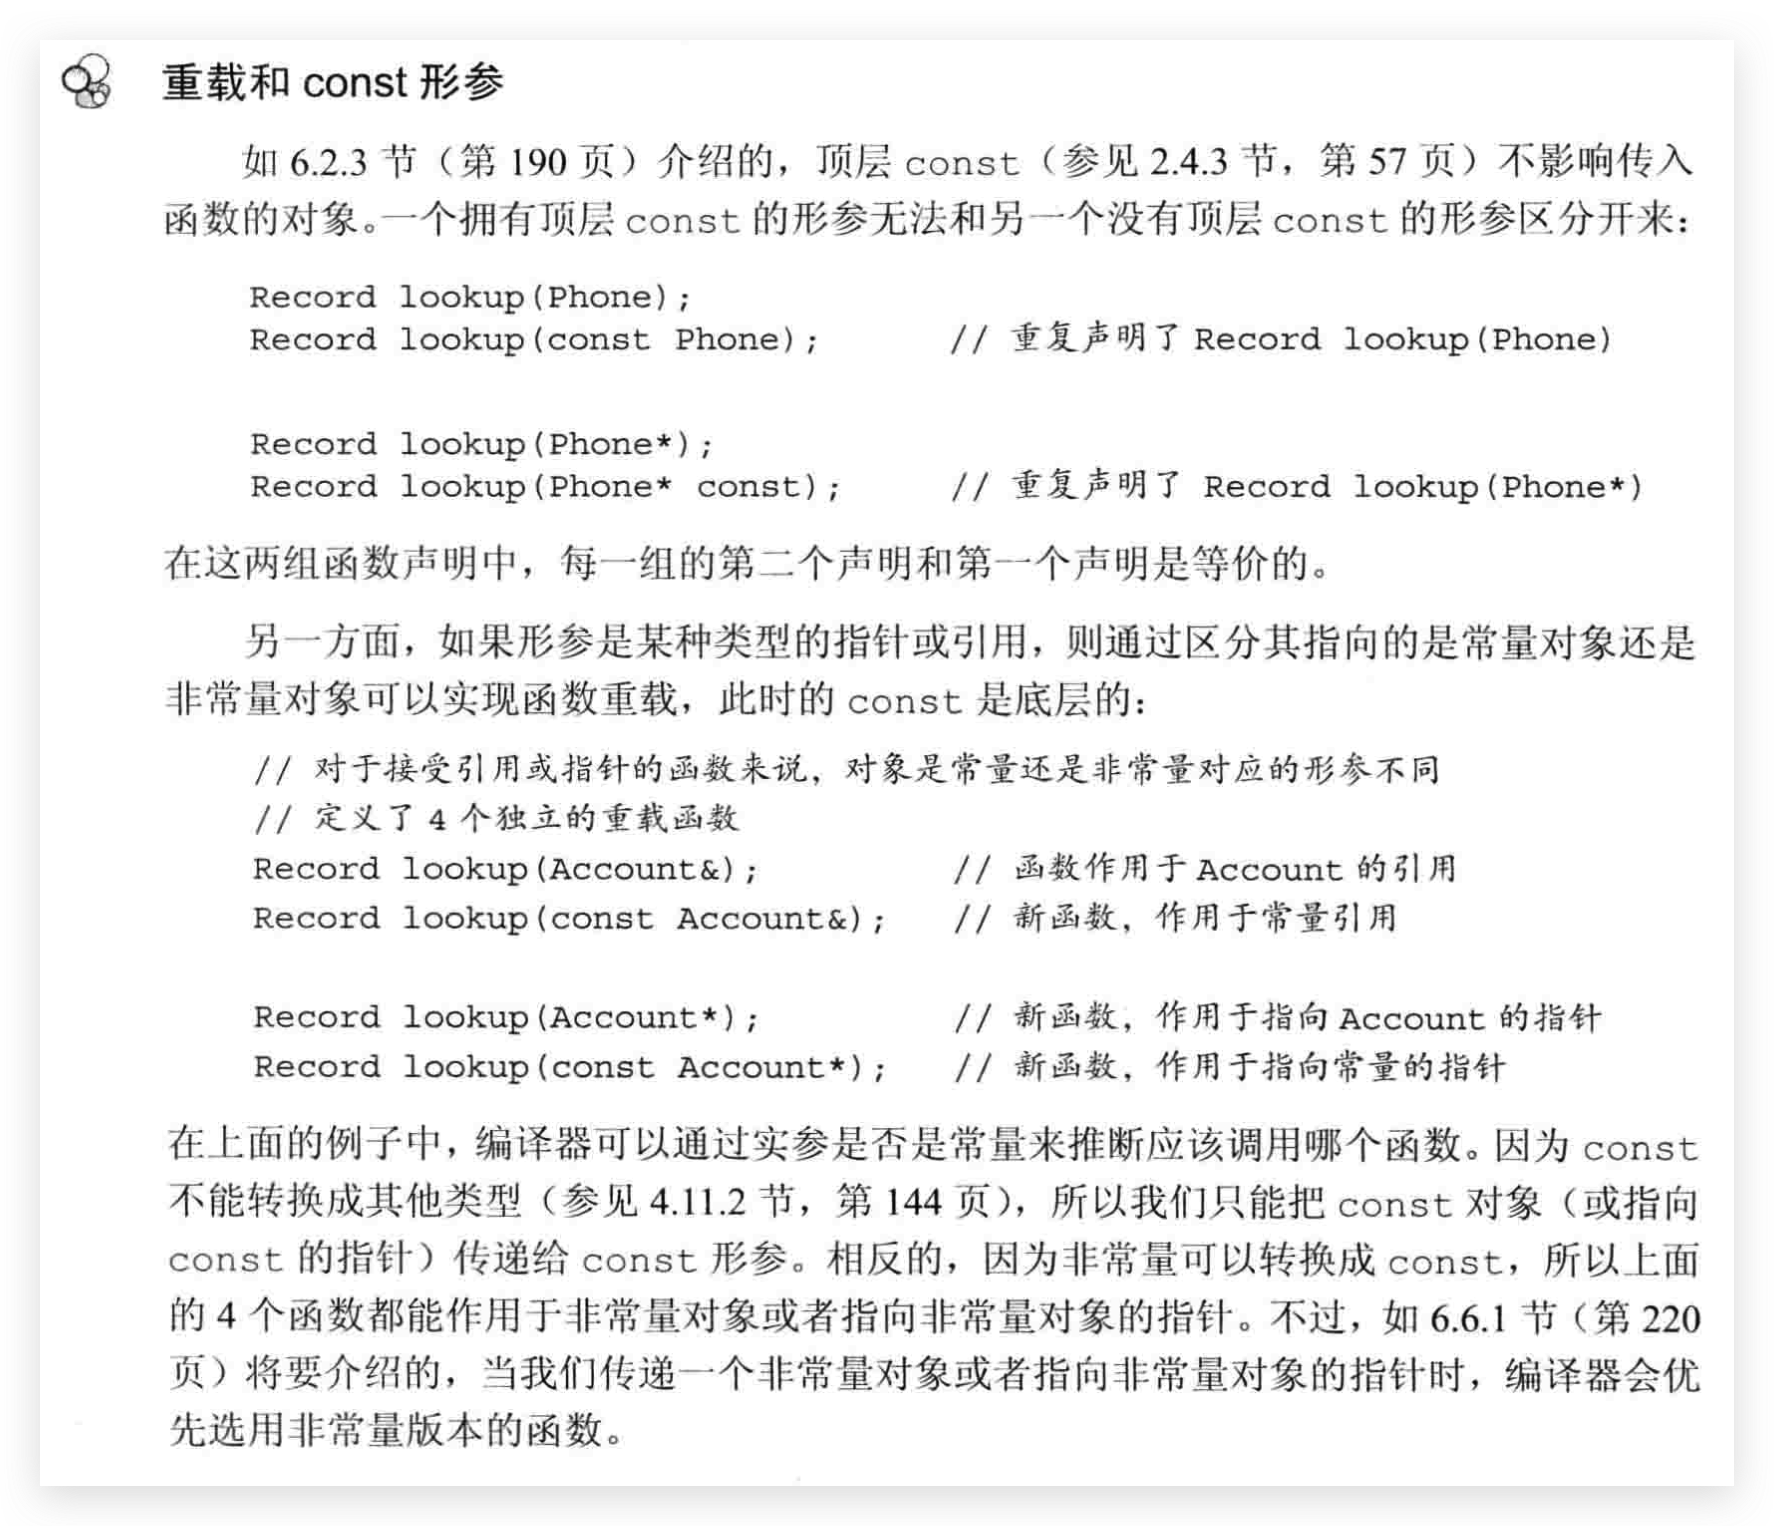 重载和 const 形参
如 6.2.3 节（第 190 页）介绍的，顶层 const（参见 2.4.3 节，第 57 页）不影响传入
函数的对象。一个拥有顶层 const 的形参无法和另一个没有顶层 const 的形参区分开来：
Record lookup(Phone);
Record lookup(const Phone); // 重复声明了 Record lookup(Phone)
Record lookup(Phone*);
Record lookup(Phone* const); // 重复声明了 Record lookup(Phone*)
在这两组函数声明中，每一组的第二个声明和第一个声明是等价的。
另一方面，如果形参是某种类型的指针或引用，则通过区分其指向的是常量对象还是
非常量对象可以实现函数重载，此时的 const 是底层的：
// 对于接受引用或指针的函数来说，对象是常量还是非常量对应的形参不同
// 定义了 4 个独立的重载函数
Record lookup(Account&); // 函数作用于 Account 的引用
Record lookup(const Account&); // 新函数，作用于常量引用
Record lookup(Account*); // 新函数，作用于指向 Account 的指针
Record lookup(const Account*); // 新函数，作用于指向常量的指针
在上面的例子中，编译器可以通过实参是否是常量来推断应该调用哪个函数。因为 const
不能转换成其他类型（参见 4.11.2 节，第 144 页），所以我们只能把 const 对象（或指向
const 的指针）传递给 const 形参。相反的，因为非常量可以转换成 const，所以上面
的 4 个函数都能作用于非常量对象或者指向非常量对象的指针。不过，如 6.6.1 节（第 220
页）将要介绍的，当我们传递一个非常量对象或者指向非常量对象的指针时，编译器会优
先选用非常量版本的函数。